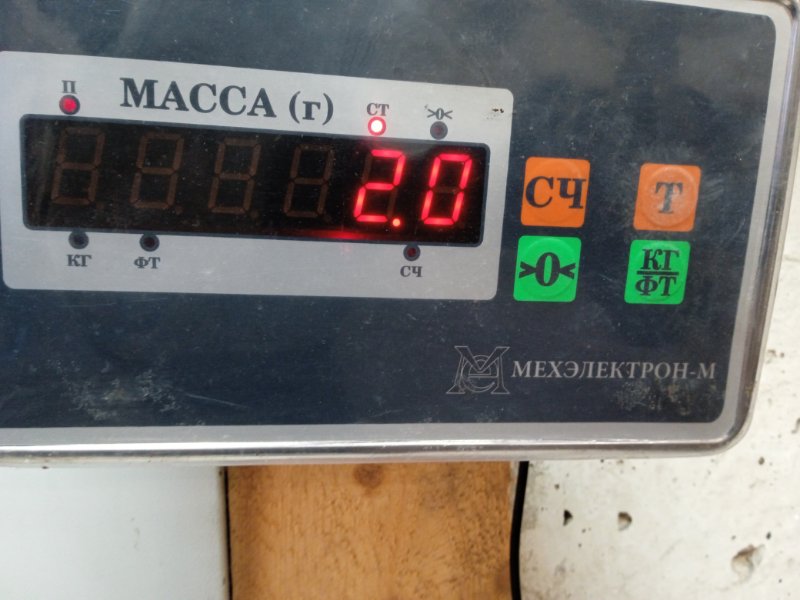 П МАССА (г) СТ >0<
2.0
КГ ФТ СЧ
СЧ Т
>0< КГ
ФТ
МЕХЭЛЕКТРОН-М